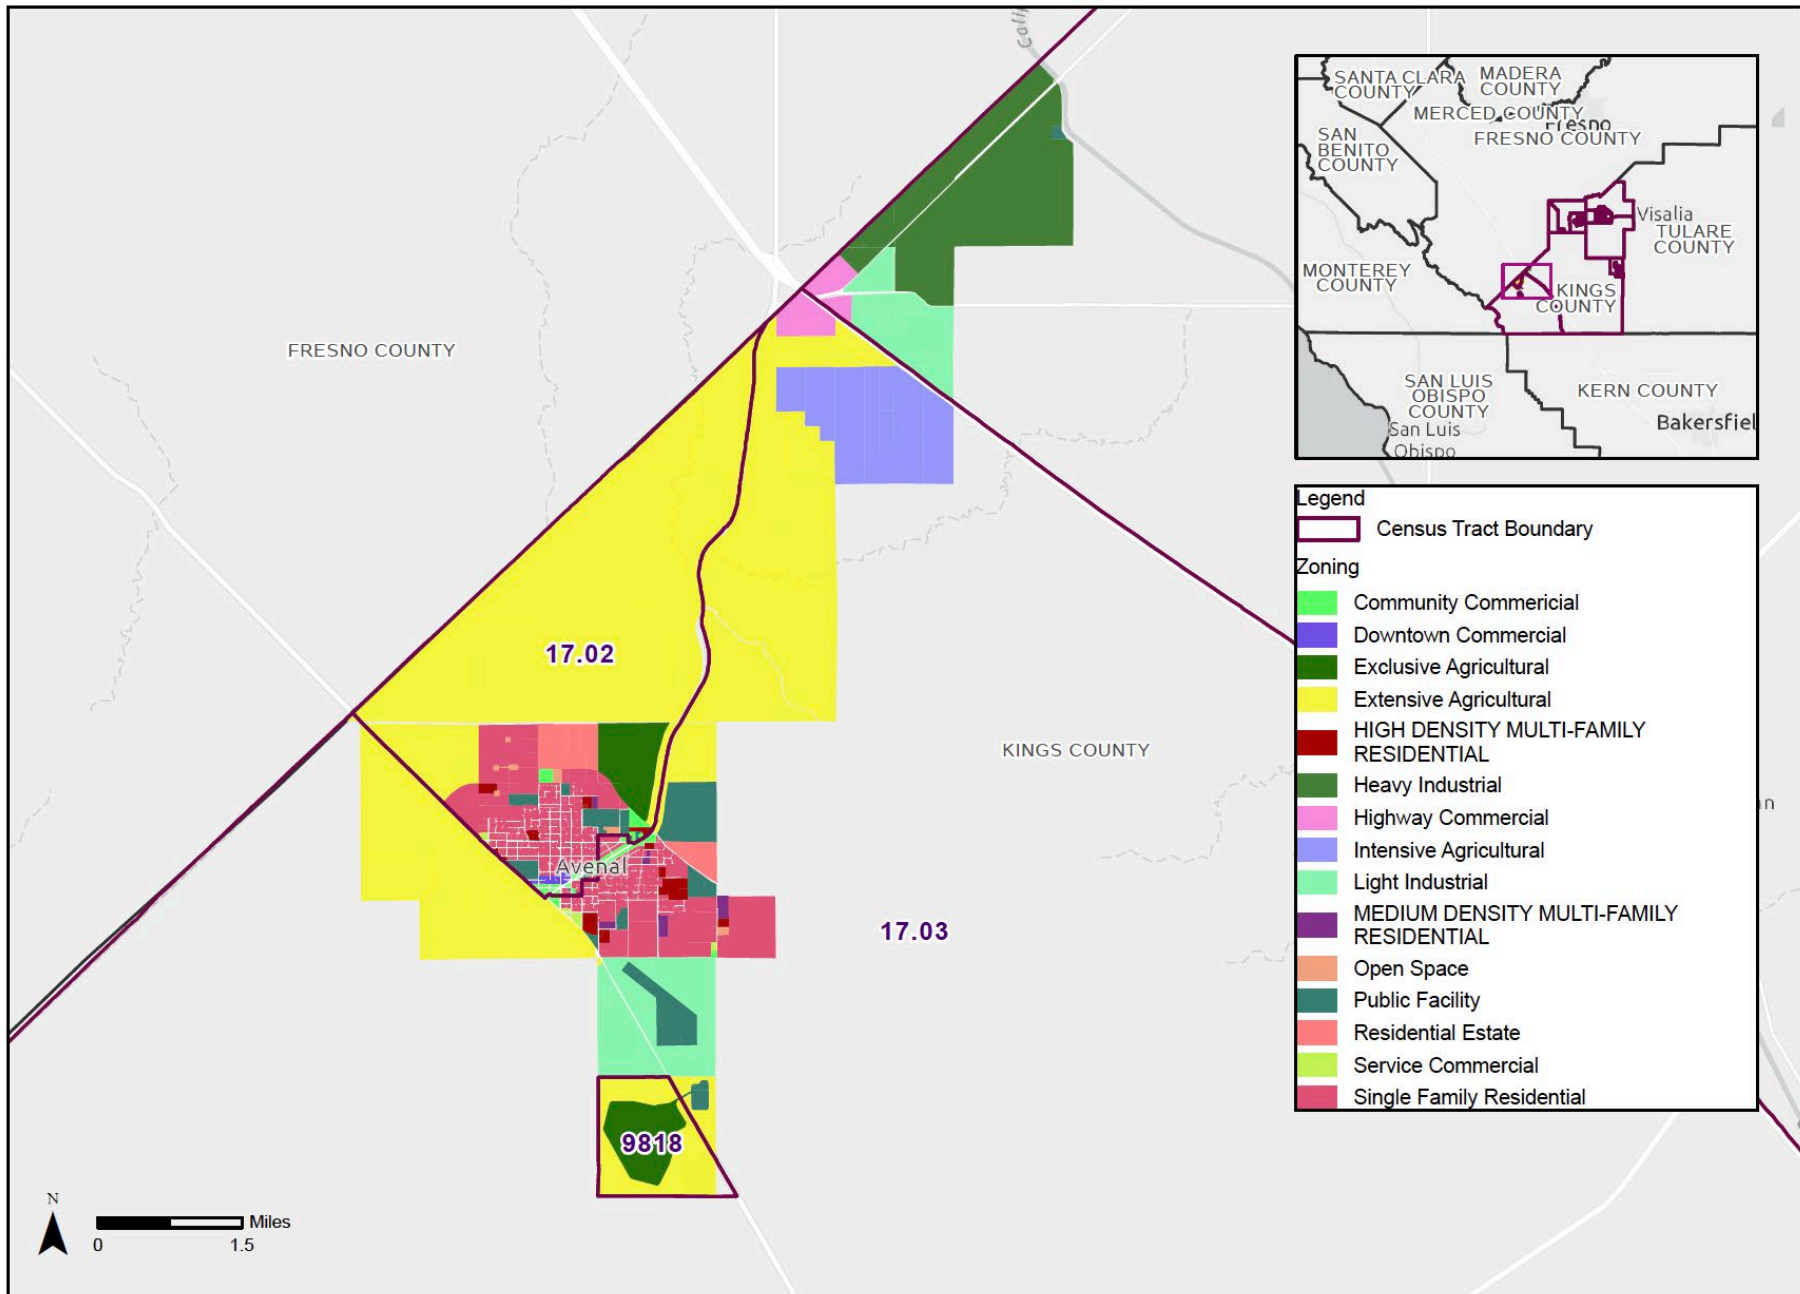 Cali
FRESNO COUNTY
17.02
KINGS COUNTY
Avenal
17.03
9818
N
Miles
0
1.5
SANTA CLARA
COUNTY
MADERA
COUNTY
MERCED COUNTY
Fresno
FRESNO COUNTY
SAN
BENITO
COUNTY
Visalia
TULARE
COUNTY
MONTEREY
COUNTY
KINGS
COUNTY
SAN LUIS
OBISPO
COUNTY
KERN COUNTY
San Luis
Obispo
Bakersfiel
Legend
Census Tract Boundary
Zoning
Community Commericial
Downtown Commercial
Exclusive Agricultural
Extensive Agricultural
HIGH DENSITY MULTI-FAMILY
RESIDENTIAL
Heavy Industrial
Highway Commercial
Intensive Agricultural
Light Industrial
MEDIUM DENSITY MULTI-FAMILY
RESIDENTIAL
Open Space
Public Facility
Residential Estate
Service Commercial
Single Family Residential